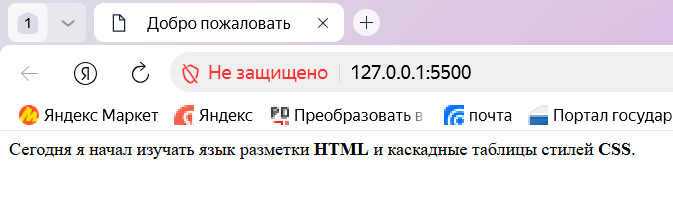 1
Добро пожаловать
Я Не защищено 127.0.0.1:5500
Яндекс Маркет Яндекс PD Преобразовать в почта Портал государ
Сегодня я начал изучать язык разметки HTML и каскадные таблицы стилей CSS.